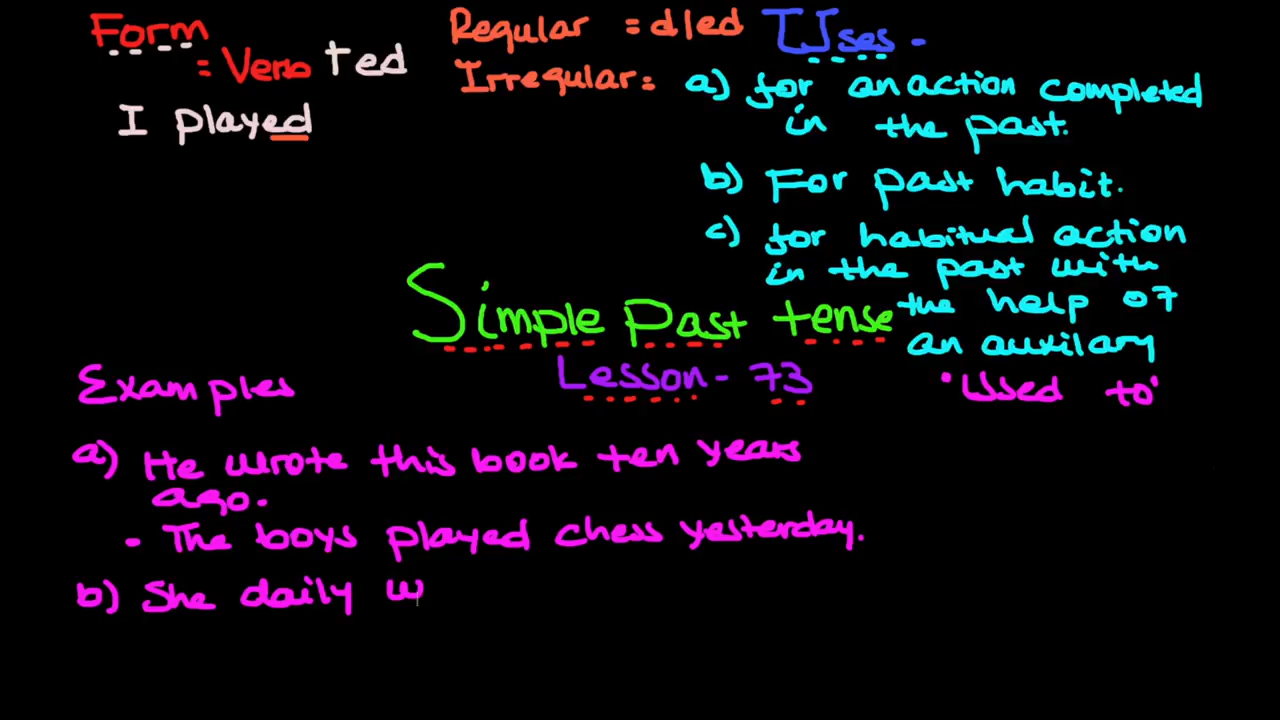 Form
= Verb + ed
I played
Regular = d/ed
Irregular =
Uses -
a) for an action completed
in the past.
b) For past habit.
c) for habitual action
in the past with
the help of
an auxilary
'Used to'
Simple Past tense
Lesson - 73
Examples
a) He wrote this book ten years
ago.
- The boys played chess yesterday.
b) She daily w